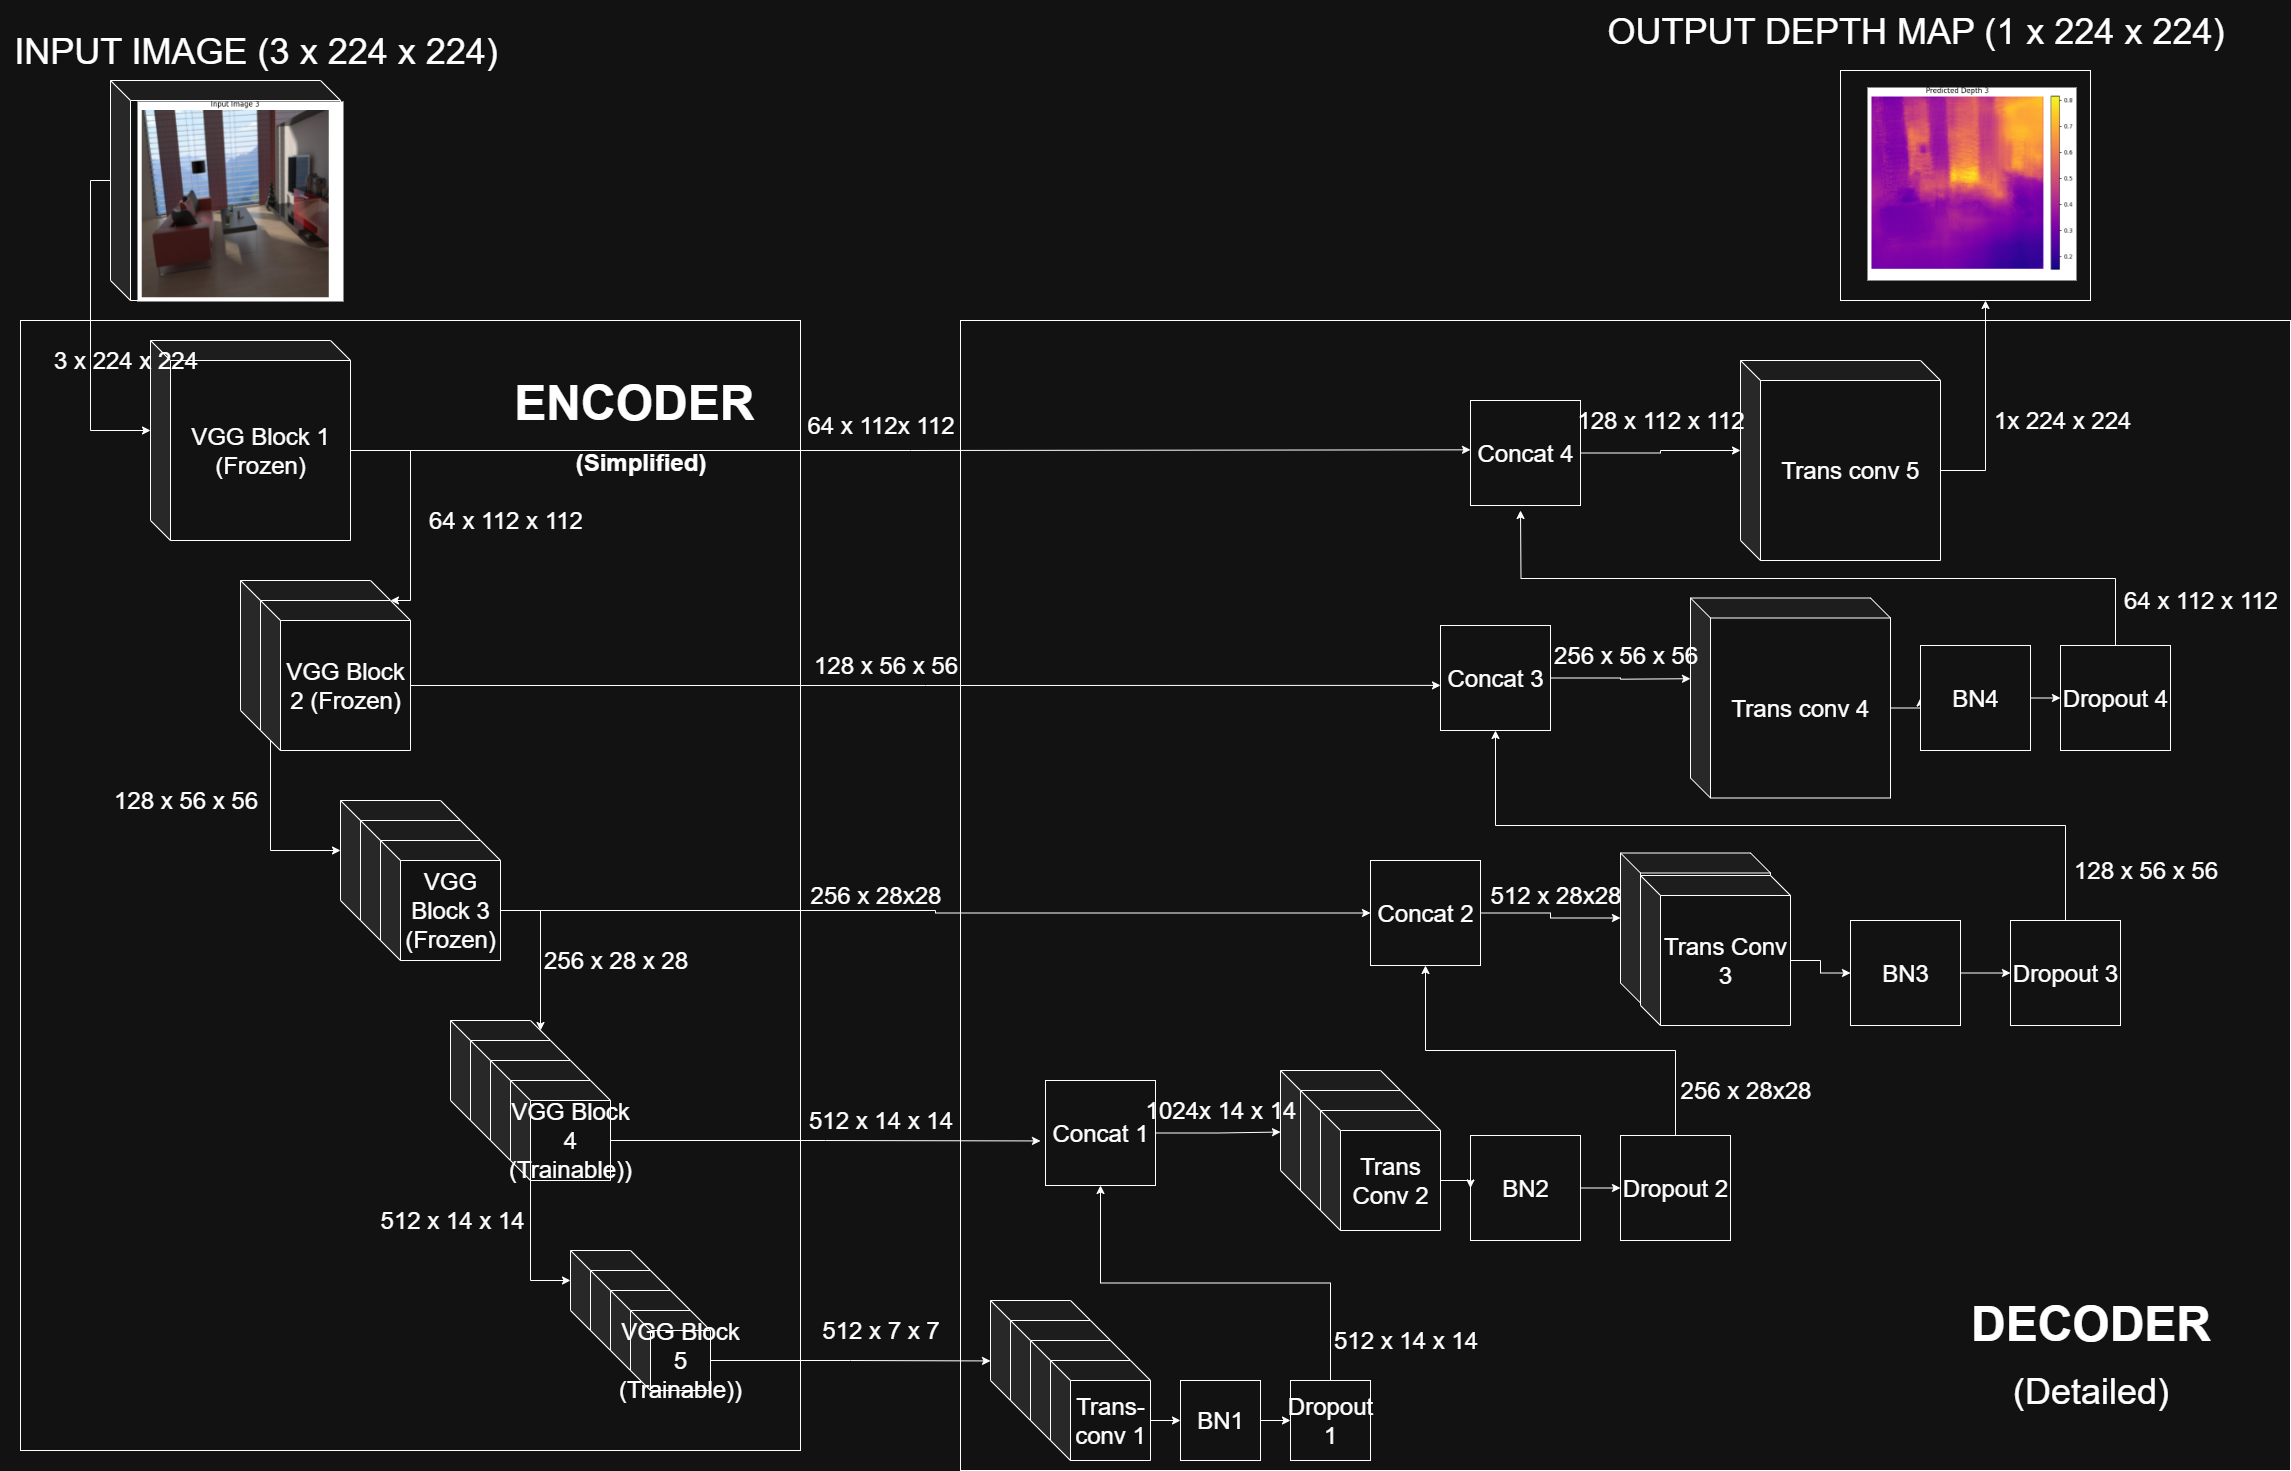 INPUT IMAGE (3 x 224 x 224)
OUTPUT DEPTH MAP (1 x 224 x 224)
Input Image 3
Predicted Depth 3
0.8
0.7
0.6
0.5
0.4
0.3
0.2
3 x 224 x 224
VGG Block 1
(Frozen)
ENCODER
(Simplified)
64 x 112x 112
Concat 4
128 x 112 x 112
Trans conv 5
1x 224 x 224
64 x 112 x 112
64 x 112 x 112
VGG Block
2 (Frozen)
128 x 56 x 56
Concat 3
256 x 56 x 56
Trans conv 4
BN4
Dropout 4
128 x 56 x 56
VGG
Block 3
(Frozen)
256 x 28x28
Concat 2
512 x 28x28
Trans Conv
3
BN3
Dropout 3
128 x 56 x 56
256 x 28 x 28
VGG Block
4
(Trainable))
512 x 14 x 14
Concat 1
1024x 14 x 14
Trans
Conv 2
BN2
Dropout 2
256 x 28x28
512 x 14 x 14
VGG Block
5
(Trainable))
512 x 7 x 7
Trans-
conv 1
BN1
Dropout
1
512 x 14 x 14
DECODER
(Detailed)